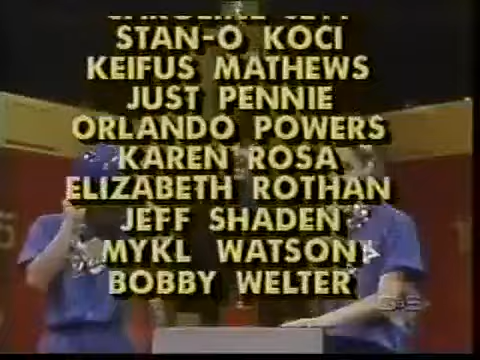 STAN-O KOCI
KEIFUS MATHEWS
JUST PENNIE
ORLANDO POWERS
KAREN ROSA
ELIZABETH ROTHAN
JEFF SHADEN
MYKL WATSON
BOBBY WELTER